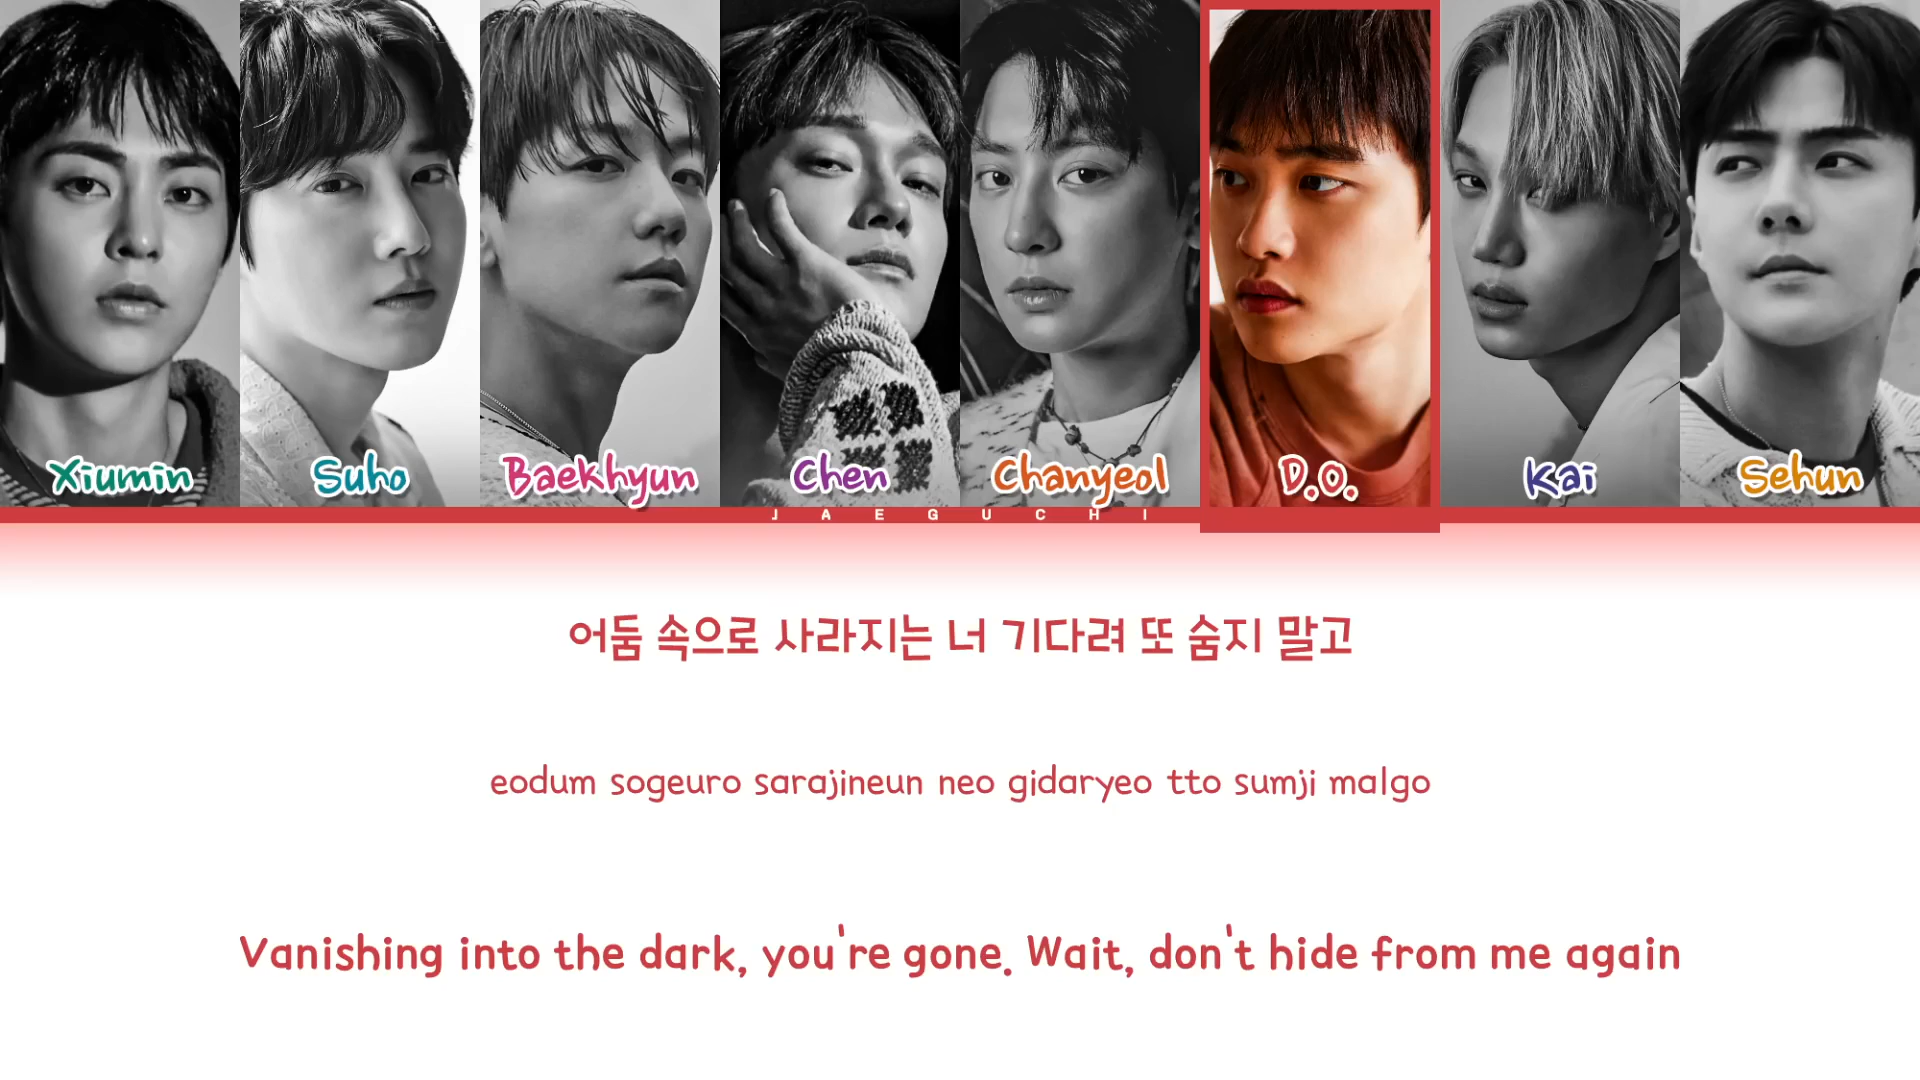 Xiumin
Suho
Baekhyun
Chen
Chanyeol
D.O.
Kai
Sehun
JAEGUCHI
어둠 속으로 사라지는 너 기다려 또 숨지 말고
eodum sogeuro sarajineun neo gidaryeo tto sumji malgo
Vanishing into the dark, you're gone. Wait, don't hide from me again